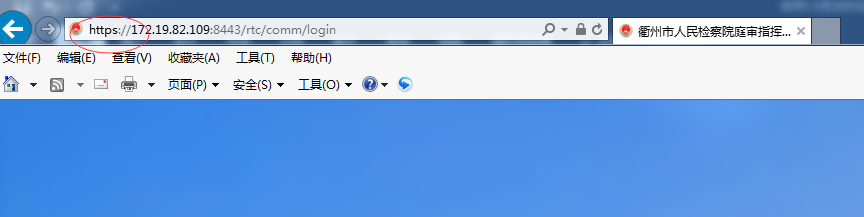 https://172.19.82.109:8443/rtc/comm/login
衢州市人民检察院庭审指挥...
文件(F) 编辑(E) 查看(V) 收藏夹(A) 工具(T) 帮助(H)
页面(P) 安全(S) 工具(O)